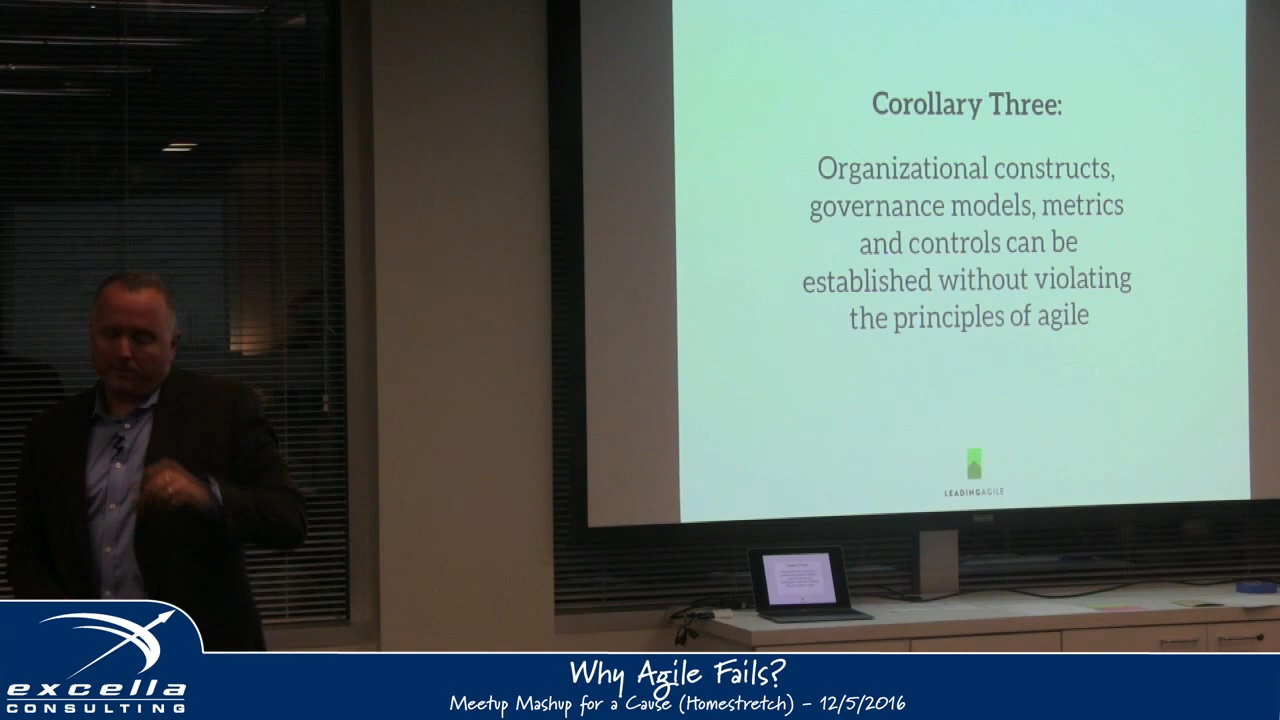 Corollary Three:
Organizational constructs,
governance models, metrics
and controls can be
established without violating
the principles of agile
LEADINGAGILE
excella
CONSULTING
Why Agile Fails?
Meetup Mashup for a Cause (Homestretch) - 12/5/2016